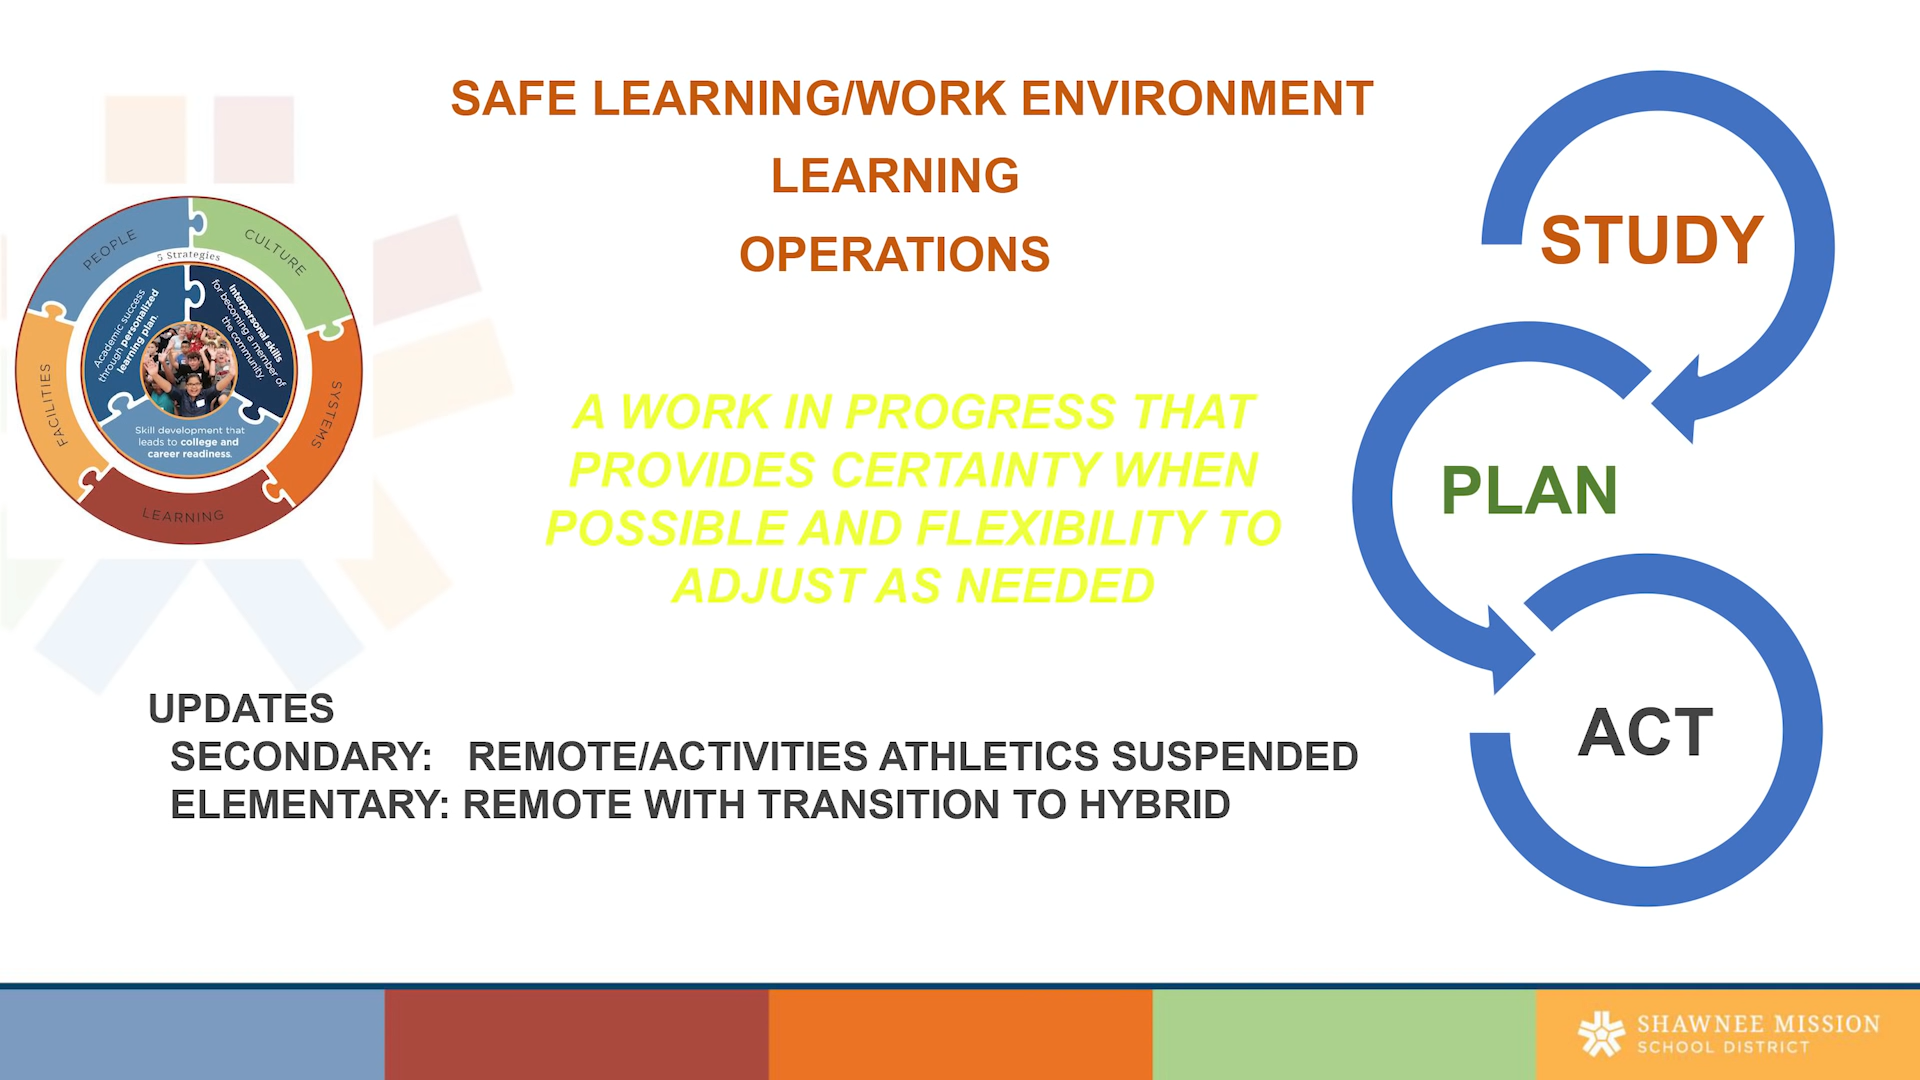 SAFE LEARNING/WORK ENVIRONMENT
LEARNING
OPERATIONS
PEOPLE
CULTURE
5 Strategies
Academic success
through personalized
learning plan.
Interpersonal skills
for becoming a member of
the community.
FACILITIES
SYSTEMS
Skill development that
leads to college and
career readiness.
LEARNING
A WORK IN PROGRESS THAT
PROVIDES CERTAINTY WHEN
POSSIBLE AND FLEXIBILITY TO
ADJUST AS NEEDED
STUDY
PLAN
ACT
UPDATES
SECONDARY: REMOTE/ACTIVITIES ATHLETICS SUSPENDED
ELEMENTARY: REMOTE WITH TRANSITION TO HYBRID
SHAWNEE MISSION
SCHOOL DISTRICT